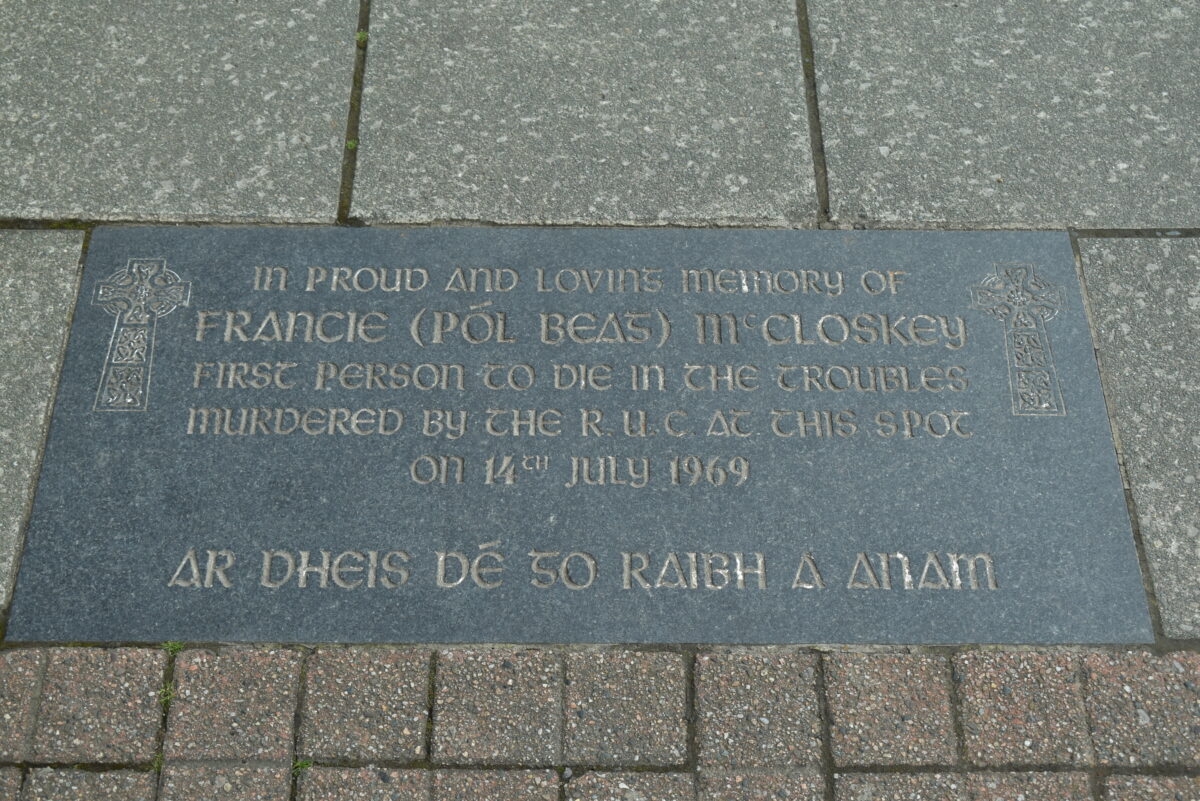 IN PROUD AND LOVING MEMORY OF
FRANCIE (PÓL BEAG) McCLOSKEY
FIRST PERSON TO DIE IN THE TROUBLES
MURDERED BY THE R.U.C. AT THIS SPOT
ON 14TH JULY 1969
AR DHEIS DÉ GO RAIBH A ANAM